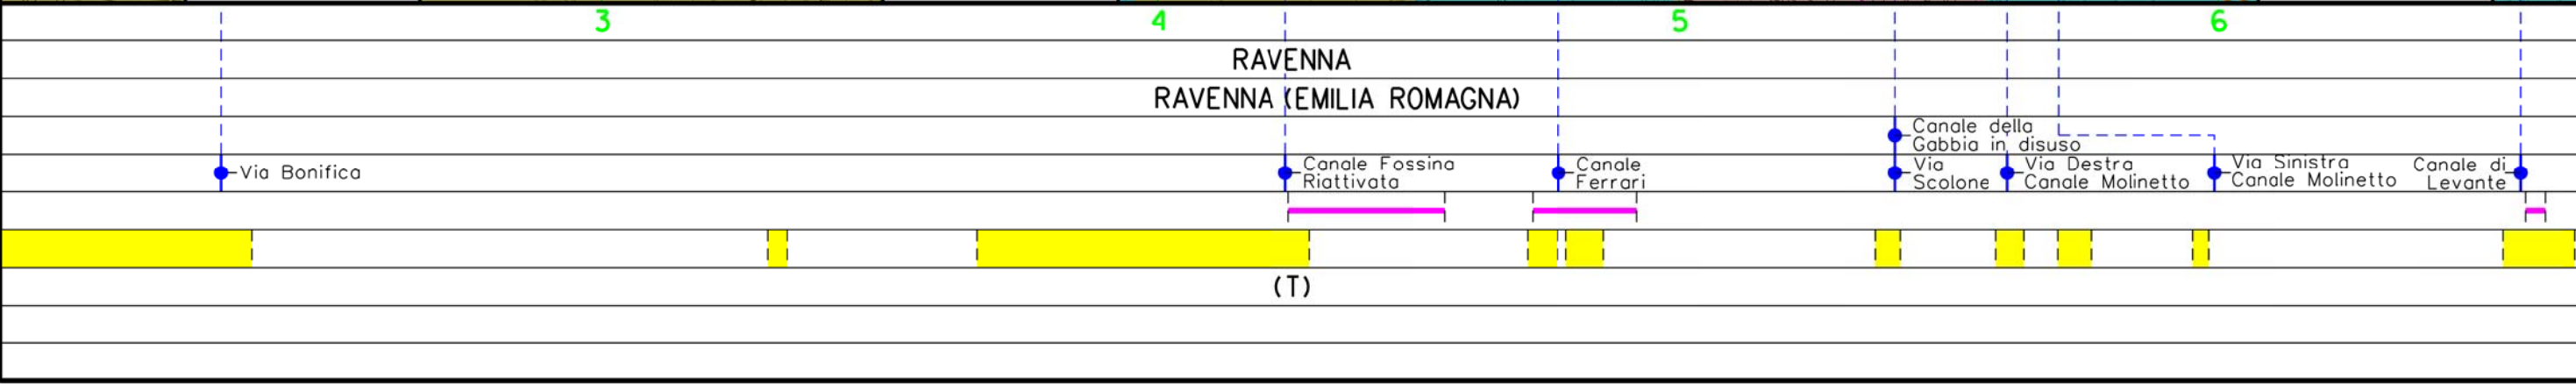 3 4 5 6
RAVENNA
RAVENNA (EMILIA ROMAGNA)
Canale della
Gabbia in disuso
Via Bonifica
Canale Fossina
Riattivata
Canale
Ferrari
Via
Scolone
Via Destra
Canale Molinetto
Via Sinistra
Canale Molinetto
Canale di
Levante
(T)